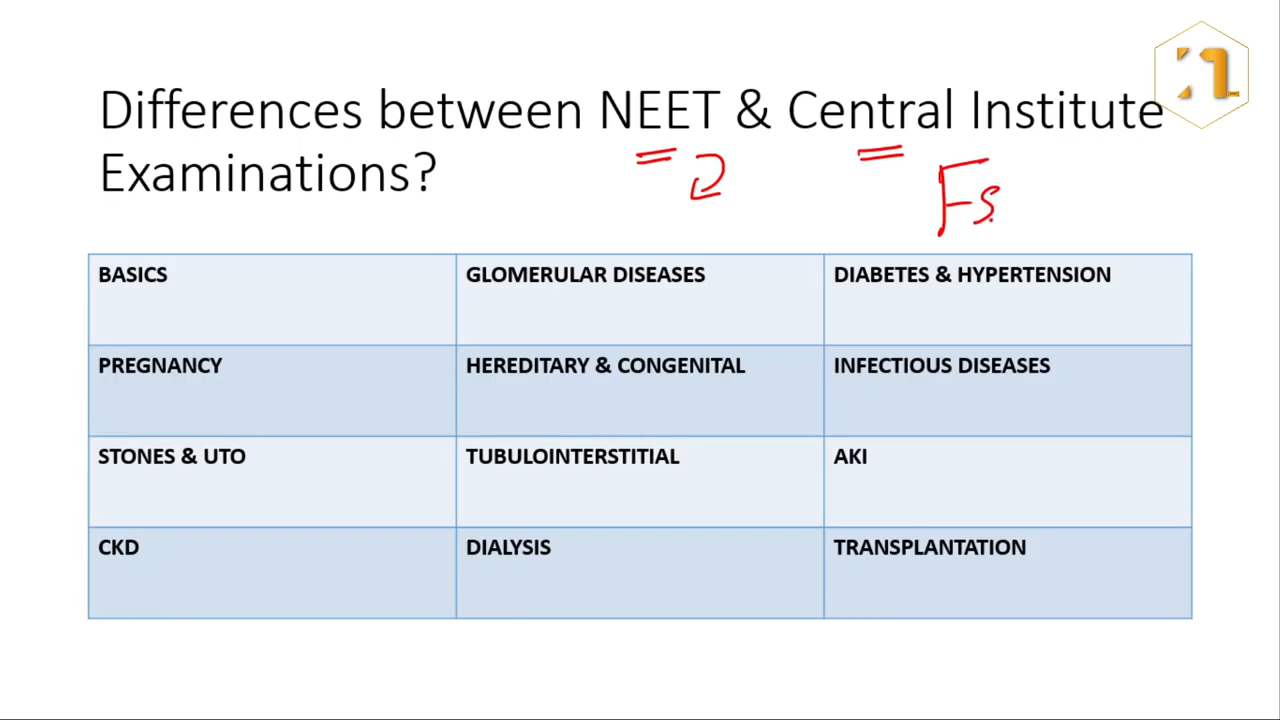 Differences between NEET & Central Institute
Examinations?
Fs
BASICS
GLOMERULAR DISEASES
DIABETES & HYPERTENSION
PREGNANCY
HEREDITARY & CONGENITAL
INFECTIOUS DISEASES
STONES & UTO
TUBULOINTERSTITIAL
AKI
CKD
DIALYSIS
TRANSPLANTATION